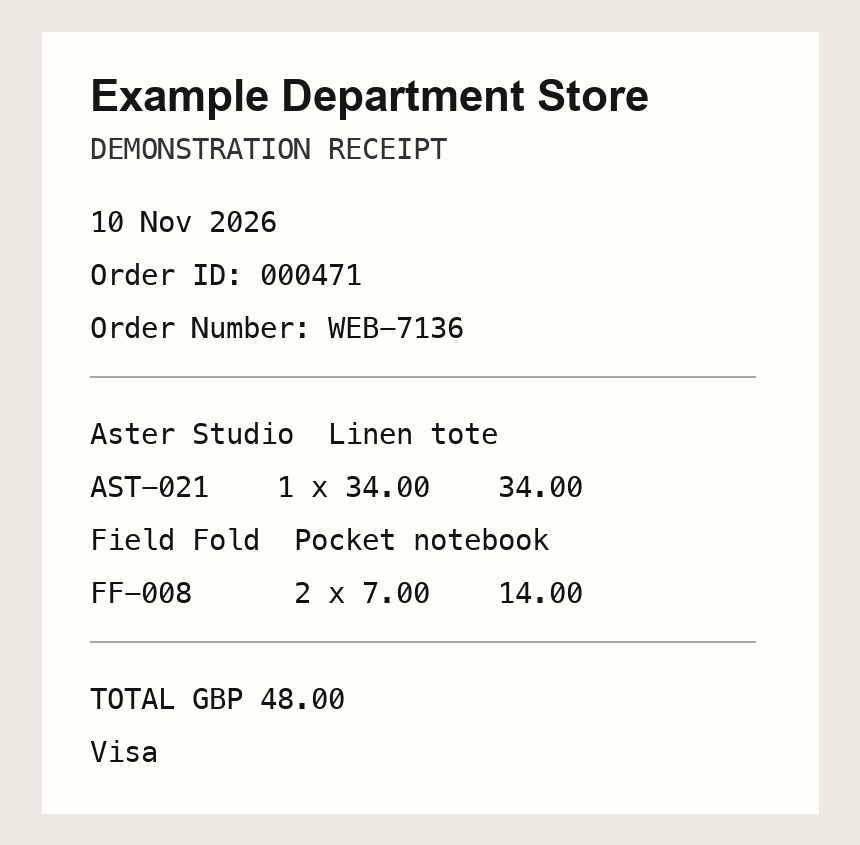 Example Department Store
DEMONSTRATION RECEIPT
10 Nov 2026
Order ID: 000471
Order Number: WEB–7136
Aster Studio  Linen tote
AST–021    1 x 34.00    34.00
Field Fold  Pocket notebook
FF–008      2 x 7.00    14.00
TOTAL GBP 48.00
Visa